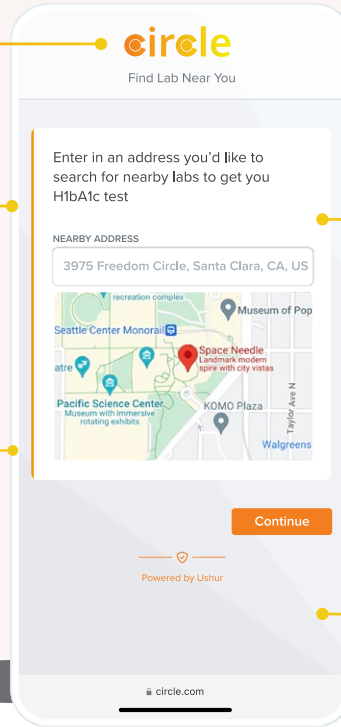 circle
Find Lab Near You
Enter in an address you'd like to
search for nearby labs to get you
H1bA1c test
NEARBY ADDRESS
3975 Freedom Circle, Santa Clara, CA, US
recreation complex
Museum of Pop
Seattle Center Monorail
Space Needle
Landmark modern
spire with city vistas
atre
Pacific Science Center
Museum with immersive
rotating exhibits
KOMO Plaza
Taylor Ave N
Walgreens
Continue
Powered by Ushur
circle.com